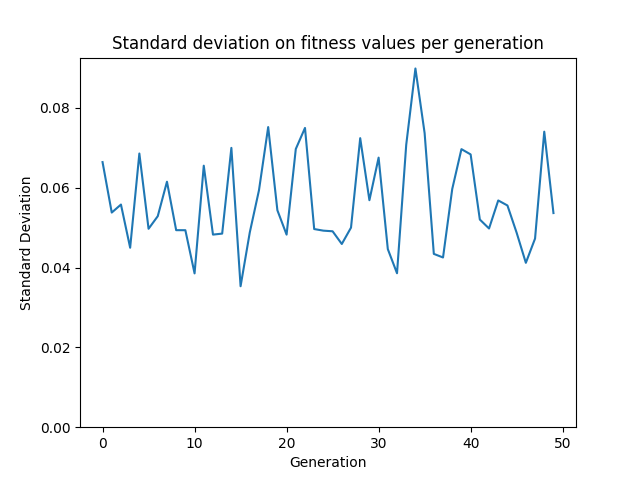 Standard deviation on fitness values per generation
Standard Deviation
0.08
0.06
0.04
0.02
0.00
0 10 20 30 40 50
Generation